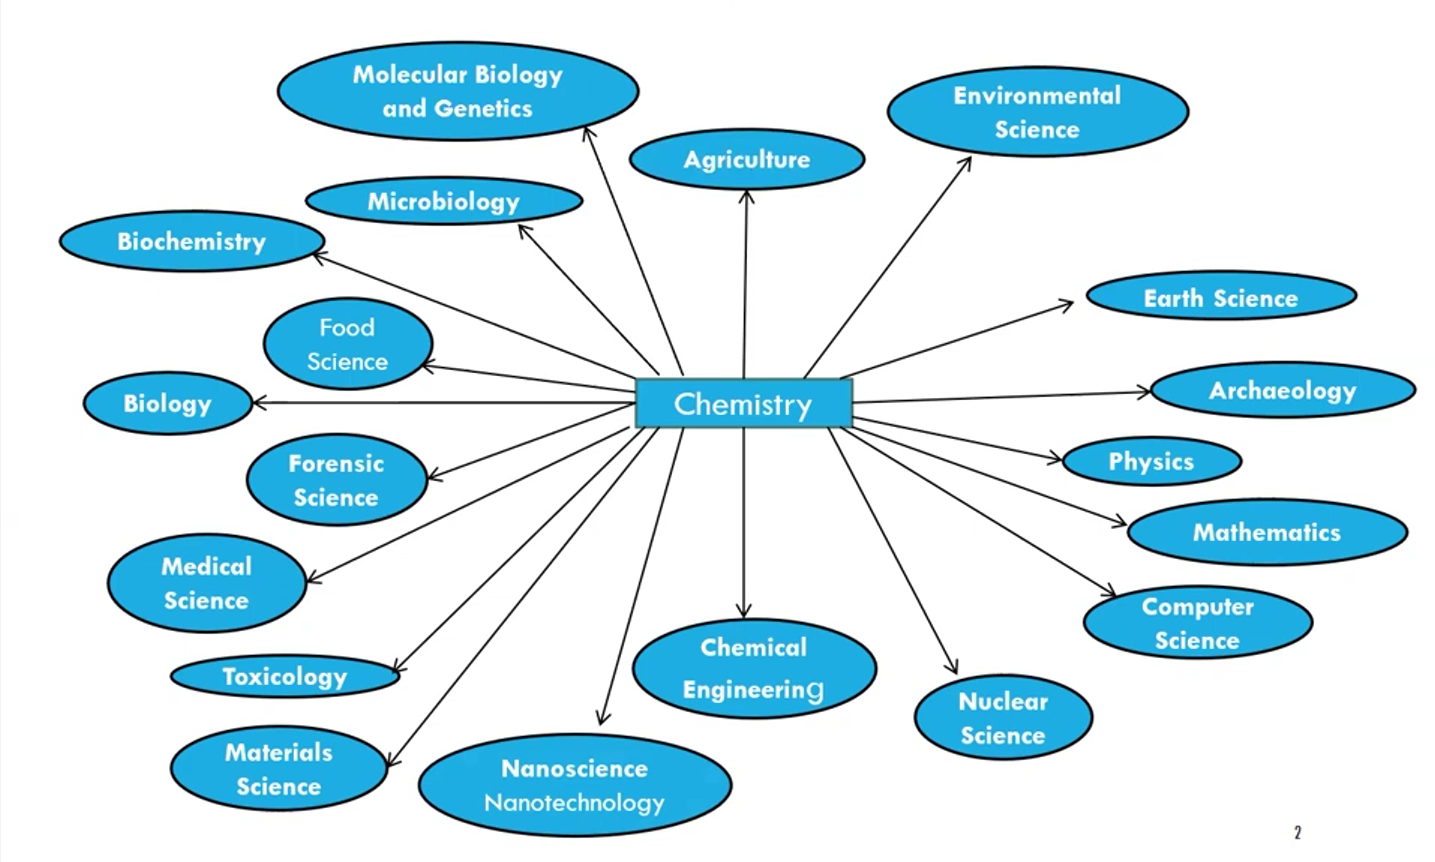 Molecular Biology
and Genetics
Environmental
Science
Agriculture
Microbiology
Biochemistry
Earth Science
Food
Science
Biology
Chemistry
Archaeology
Forensic
Science
Physics
Mathematics
Medical
Science
Computer
Science
Toxicology
Chemical
Engineering
Nuclear
Science
Materials
Science
Nanoscience
Nanotechnology
2